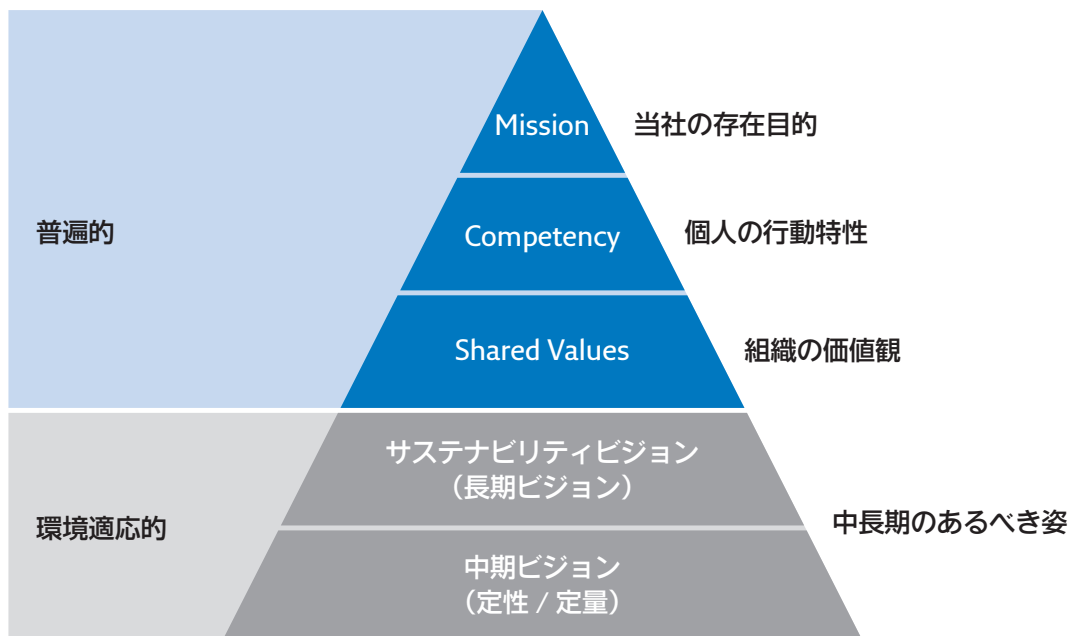 Mission
当社の存在目的
普遍的
Competency
個人の行動特性
Shared Values
組織の価値観
サステナビリティビジョン
（長期ビジョン）
環境適応的
中長期のあるべき姿
中期ビジョン
（定性 / 定量）